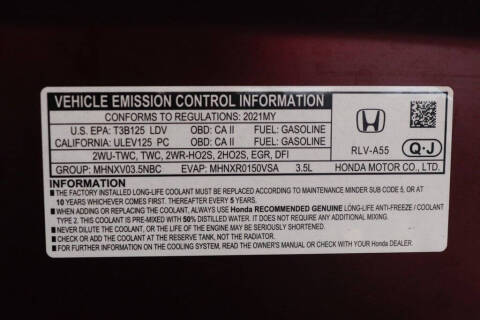 VEHICLE EMISSION CONTROL INFORMATION
CONFORMS TO REGULATIONS: 2021MY
U.S. EPA: T3B125 LDV OBD: CA II FUEL: GASOLINE
CALIFORNIA: ULEV125 PC OBD: CA II FUEL: GASOLINE
2WU-TWC, TWC, 2WR-HO2S, 2HO2S, EGR, DFI
GROUP: MHNXV03.5NBC EVAP: MHNXR0150VSA 3.5L
Q-J
RLV-A55
HONDA MOTOR CO., LTD.
INFORMATION
■ THE FACTORY INSTALLED LONG-LIFE COOLANT MUST BE REPLACED ACCORDING TO MAINTENANCE MINDER SUB CODE 5, OR AT
10 YEARS WHICHEVER COMES FIRST. THEREAFTER EVERY 5 YEARS.
■ WHEN ADDING OR REPLACING THE COOLANT, ALWAYS USE HONDA RECOMMENDED GENUINE LONG-LIFE ANTI-FREEZE / COOLANT
TYPE 2. THIS COOLANT IS PRE-MIXED WITH 50% DISTILLED WATER. IT DOES NOT REQUIRE ANY ADDITIONAL MIXING.
■ NEVER DILUTE THE COOLANT, OR THE LIFE OF THE ENGINE MAY BE SERIOUSLY SHORTENED.
■ CHECK OR ADD COOLANT AT THE RESERVE TANK, NOT THE RADIATOR.
■ FOR FURTHER INFORMATION ON THE COOLING SYSTEM, READ THE OWNER'S MANUAL OR CHECK WITH YOUR Honda DEALER.